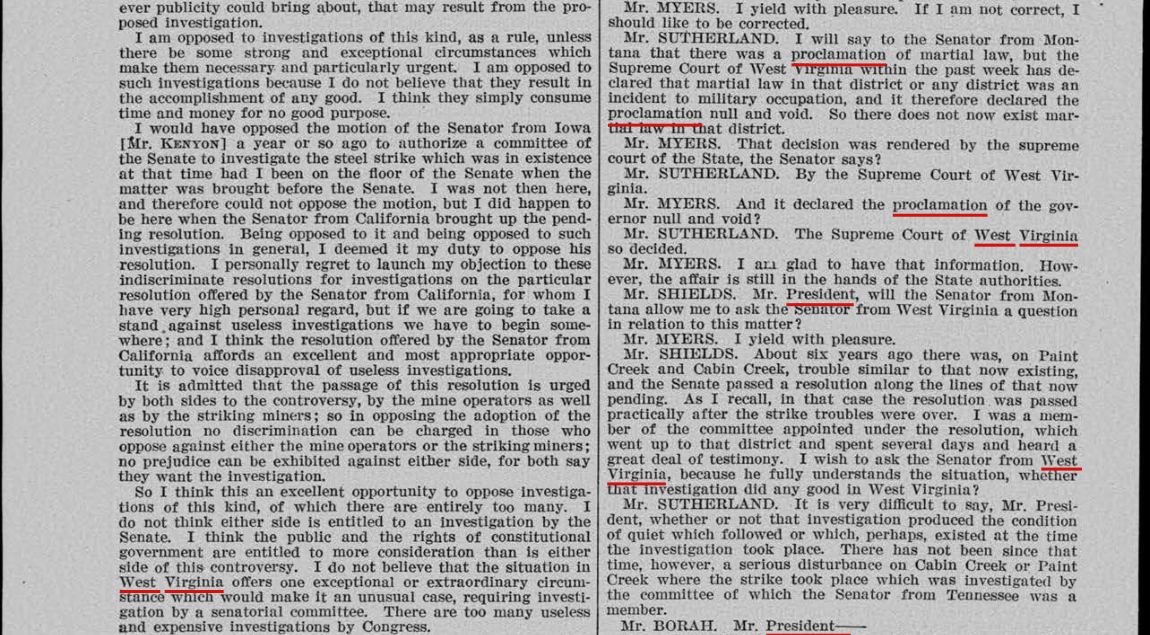 ever publicity could bring about, that may result from the pro-
posed investigation.
I am opposed to investigations of this kind, as a rule, unless
there be some strong and exceptional circumstances which
make them necessary and particularly urgent. I am opposed to
such investigations because I do not believe that they result in
the accomplishment of any good. I think they simply consume
time and money for no good purpose.
I would have opposed the motion of the Senator from Iowa
[Mr. KENYON] a year or so ago to authorize a committee of
the Senate to investigate the steel strike which was in existence
at that time had I been on the floor of the Senate when the
matter was brought before the Senate. I was not then here,
and therefore could not oppose the motion, but I did happen to
be here when the Senator from California brought up the pend-
ing resolution. Being opposed to it and being opposed to such
investigations in general, I deemed it my duty to oppose his
resolution. I personally regret to launch my objection to these
indiscriminate resolutions for investigations on the particular
resolution offered by the Senator from California, for whom I
have very high personal regard, but if we are going to take a
stand against useless investigations we have to begin some-
where; and I think the resolution offered by the Senator from
California affords an excellent and most appropriate oppor-
tunity to voice disapproval of useless investigations.
It is admitted that the passage of this resolution is urged
by both sides to the controversy, by the mine operators as well
as by the striking miners; so in opposing the adoption of the
resolution no discrimination can be charged in those who
oppose against either the mine operators or the striking miners;
no prejudice can be exhibited against either side, for both say
they want the investigation.
So I think this an excellent opportunity to oppose investiga-
tions of this kind, of which there are entirely too many. I
do not think either side is entitled to an investigation by the
Senate. I think the public and the rights of constitutional
government are entitled to more consideration than is either
side of this controversy. I do not believe that the situation in
West Virginia offers one exceptional or extraordinary circum-
stance which would make it an unusual case, requiring investi-
gation by a senatorial committee. There are too many useless
and expensive investigations by Congress.
Mr. MYERS. I yield with pleasure. If I am not correct, I
should like to be corrected.
Mr. SUTHERLAND. I will say to the Senator from Mon-
tana that there was a proclamation of martial law, but the
Supreme Court of West Virginia within the past week has de-
clared that martial law in that district or any district was an
incident to military occupation, and it therefore declared the
proclamation null and void. So there does not now exist mar-
tial law in that district.
Mr. MYERS. That decision was rendered by the supreme
court of the State, the Senator says?
Mr. SUTHERLAND. By the Supreme Court of West Vir-
ginia.
Mr. MYERS. And it declared the proclamation of the gov-
ernor null and void?
Mr. SUTHERLAND. The Supreme Court of West Virginia
so decided.
Mr. MYERS. I am glad to have that information. How-
ever, the affair is still in the hands of the State authorities.
Mr. SHIELDS. Mr. President, will the Senator from Mon-
tana allow me to ask the Senator from West Virginia a question
in relation to this matter?
Mr. MYERS. I yield with pleasure.
Mr. SHIELDS. About six years ago there was, on Paint
Creek and Cabin Creek, trouble similar to that now existing,
and the Senate passed a resolution along the lines of that now
pending. As I recall, in that case the resolution was passed
practically after the strike troubles were over. I was a mem-
ber of the committee appointed under the resolution, which
went up to that district and spent several days and heard a
great deal of testimony. I wish to ask the Senator from West
Virginia, because he fully understands the situation, whether
that investigation did any good in West Virginia?
Mr. SUTHERLAND. It is very difficult to say, Mr. Presi-
dent, whether or not that investigation produced the condition
of quiet which followed or which, perhaps, existed at the time
the investigation took place. There has not been since that
time, however, a serious disturbance on Cabin Creek or Paint
Creek where the strike took place which was investigated by
the committee of which the Senator from Tennessee was a
member.
Mr. BORAH. Mr. President——